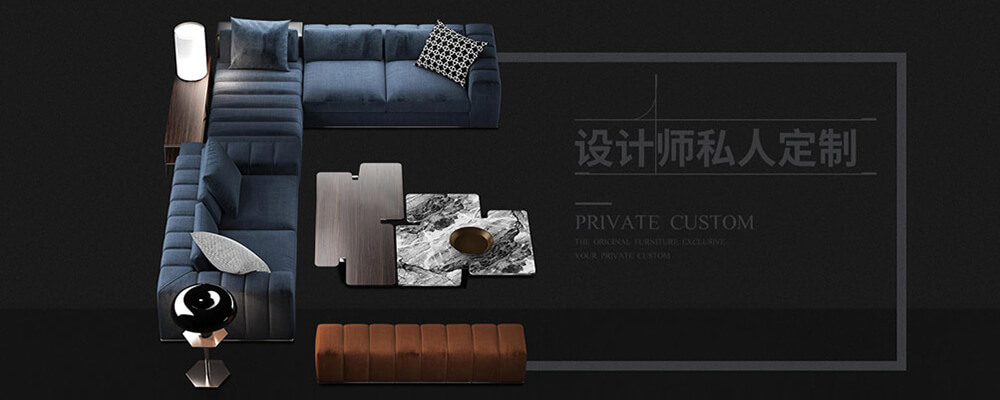 设计师私人定制
PRIVATE CUSTOM
THE ORIGINAL FURNITURE EXCLUSIVE
YOUR PRIVATE CUSTOM